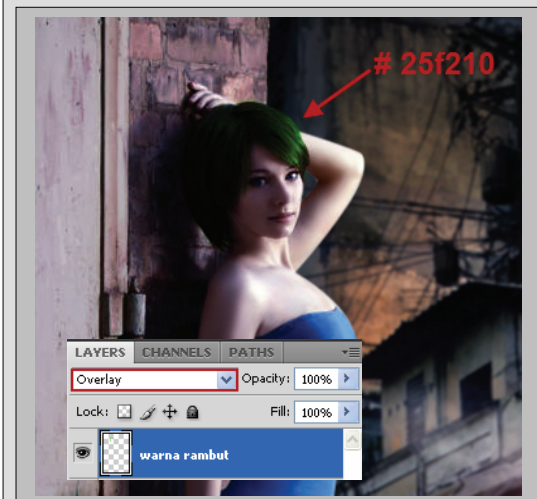 # 25f210
LAYERS CHANNELS PATHS
Overlay Opacity: 100%
Lock: Fill: 100%
warna rambut